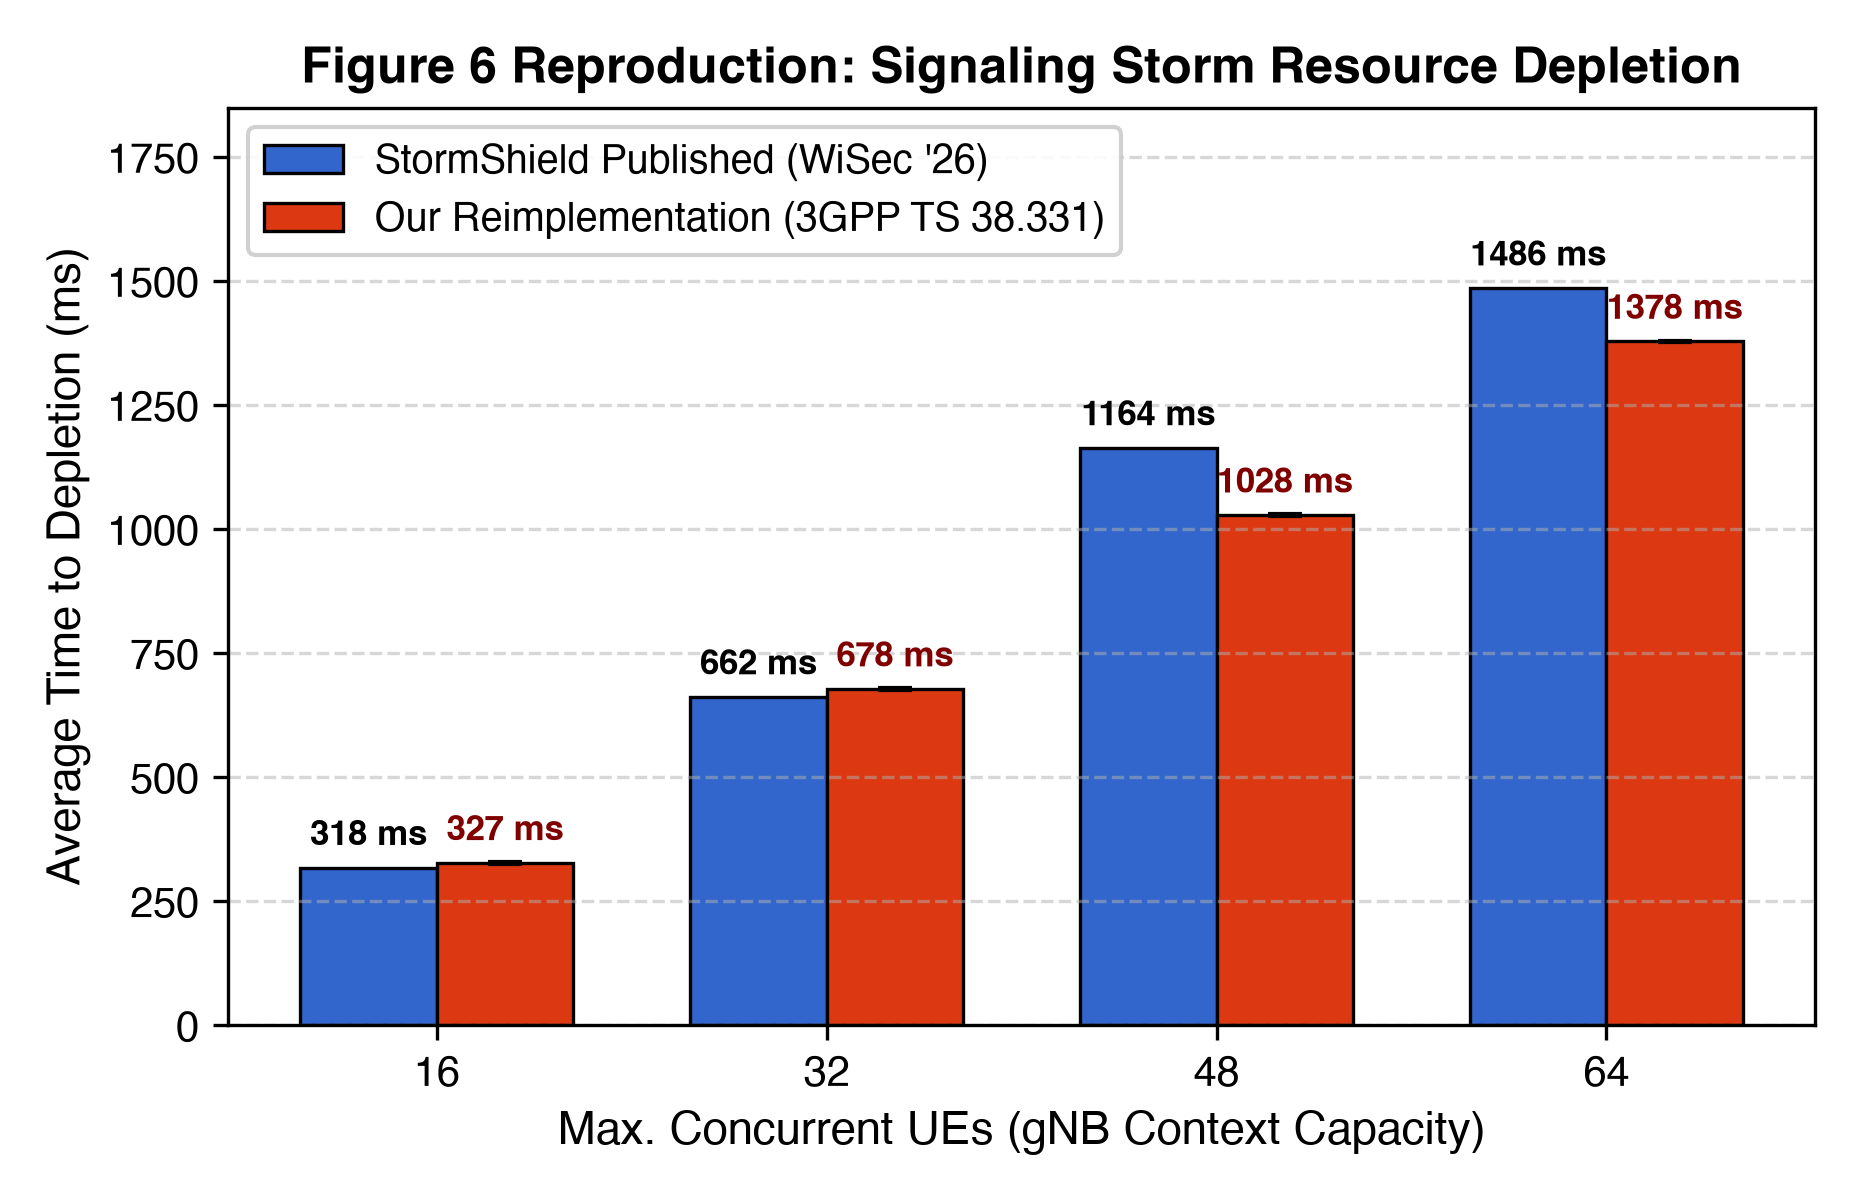 Figure 6 Reproduction: Signaling Storm Resource Depletion
StormShield Published (WiSec '26)
Our Reimplementation (3GPP TS 38.331)
Average Time to Depletion (ms)
1750
1500
1250
1000
750
500
250
0
318 ms
327 ms
662 ms
678 ms
1164 ms
1028 ms
1486 ms
1378 ms
16
32
48
64
Max. Concurrent UEs (gNB Context Capacity)